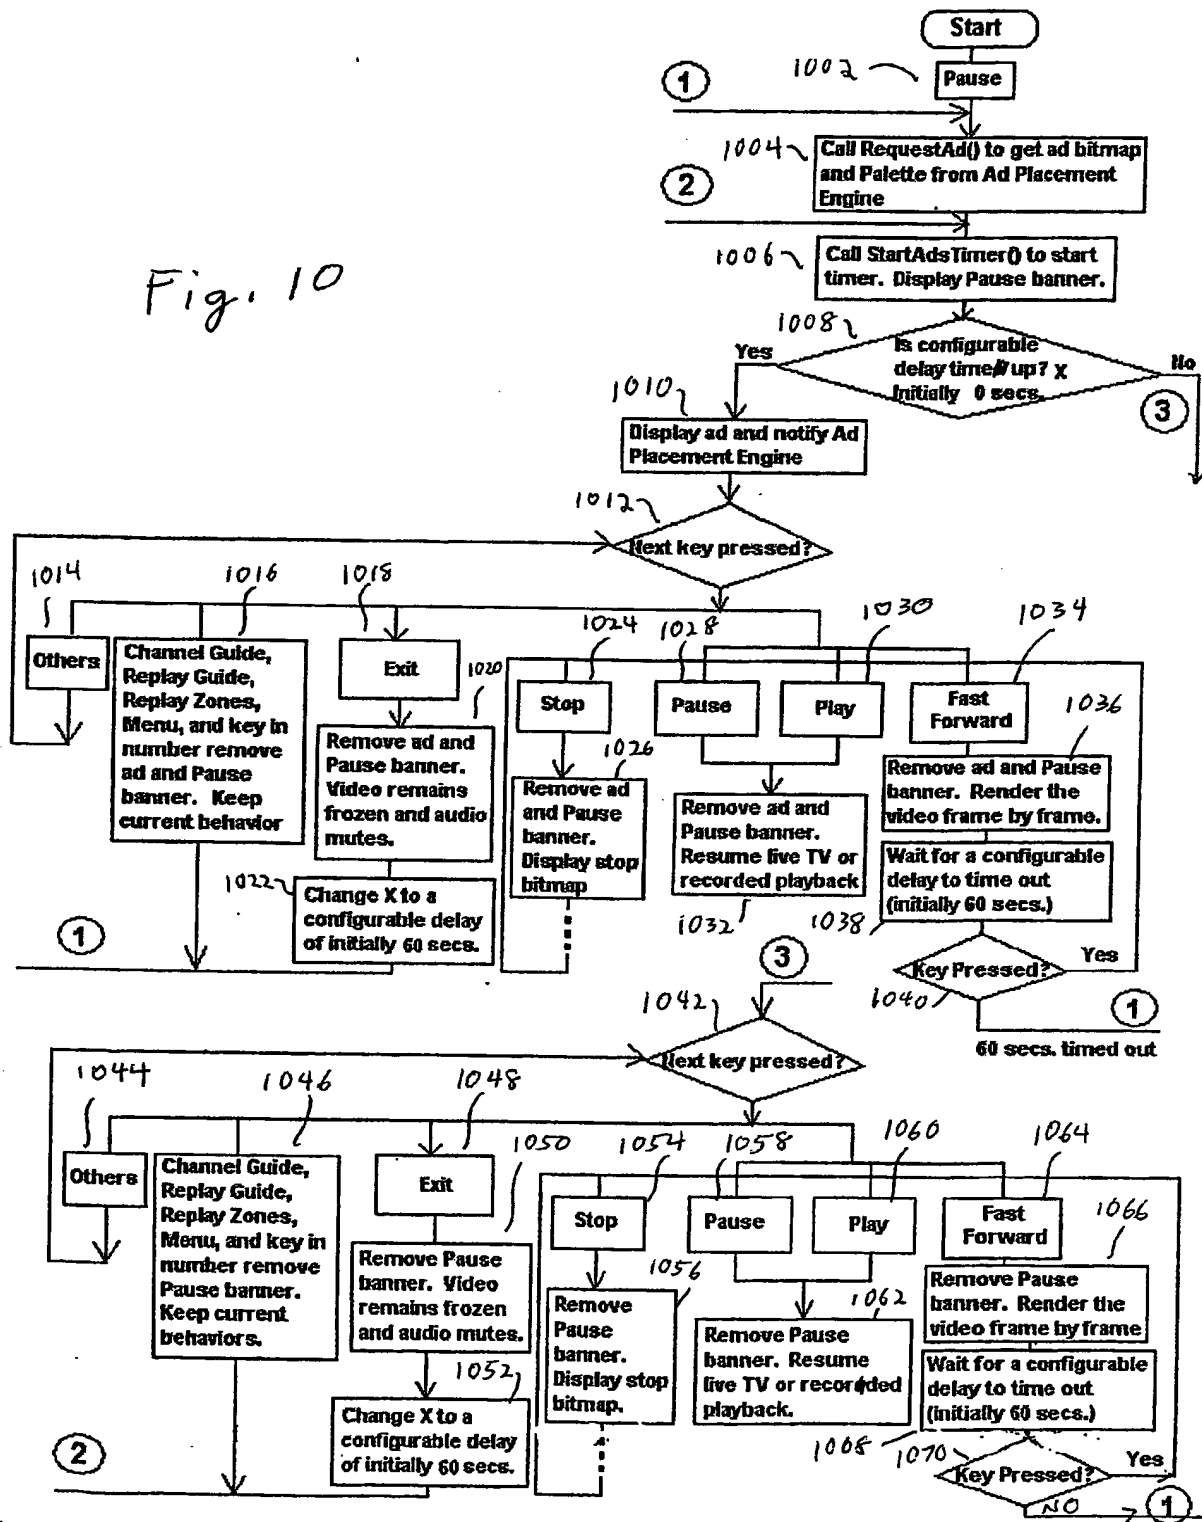 Start
1002
Pause
1
1004
Call RequestAd() to get ad bitmap
and Palette from Ad Placement
Engine
2
1006
Call StartAdsTimer() to start
timer. Display Pause banner.
Fig. 10
1008
Is configurable
delay time up? X
Initially 0 secs.
Yes
No
3
1010
Display ad and notify Ad
Placement Engine
1012
Next key pressed?
1014
Others
1016
Channel Guide,
Replay Guide,
Replay Zones,
Menu, and key in
number remove
ad and Pause
banner. Keep
current behavior
1018
Exit
1020
Remove ad and
Pause banner.
Video remains
frozen and audio
mutes.
1022
Change X to a
configurable delay
of initially 60 secs.
1
1024
Stop
1026
Remove ad
and Pause
banner.
Display stop
bitmap
1028
Pause
1030
Play
Remove ad and
Pause banner.
Resume live TV or
recorded playback
1032
1034
Fast
Forward
1036
Remove ad and Pause
banner. Render the
video frame by frame.
Wait for a configurable
delay to time out
(initially 60 secs.)
1038
Key Pressed?
Yes
1040
1
60 secs. timed out
3
1042
Next key pressed?
1044
Others
1046
Channel Guide,
Replay Guide,
Replay Zones,
Menu, and key in
number remove
Pause banner.
Keep current
behaviors.
1048
Exit
1050
Remove Pause
banner. Video
remains frozen
and audio mutes.
1052
Change X to a
configurable delay
of initially 60 secs.
2
1054
Stop
1056
Remove
Pause
banner.
Display stop
bitmap.
1058
Pause
1060
Play
1062
Remove Pause
banner. Resume
live TV or recorded
playback.
1064
Fast
Forward
1066
Remove Pause
banner. Render the
video frame by frame
Wait for a configurable
delay to time out
(initially 60 secs.)
1068
1070
Key Pressed?
Yes
NO
1